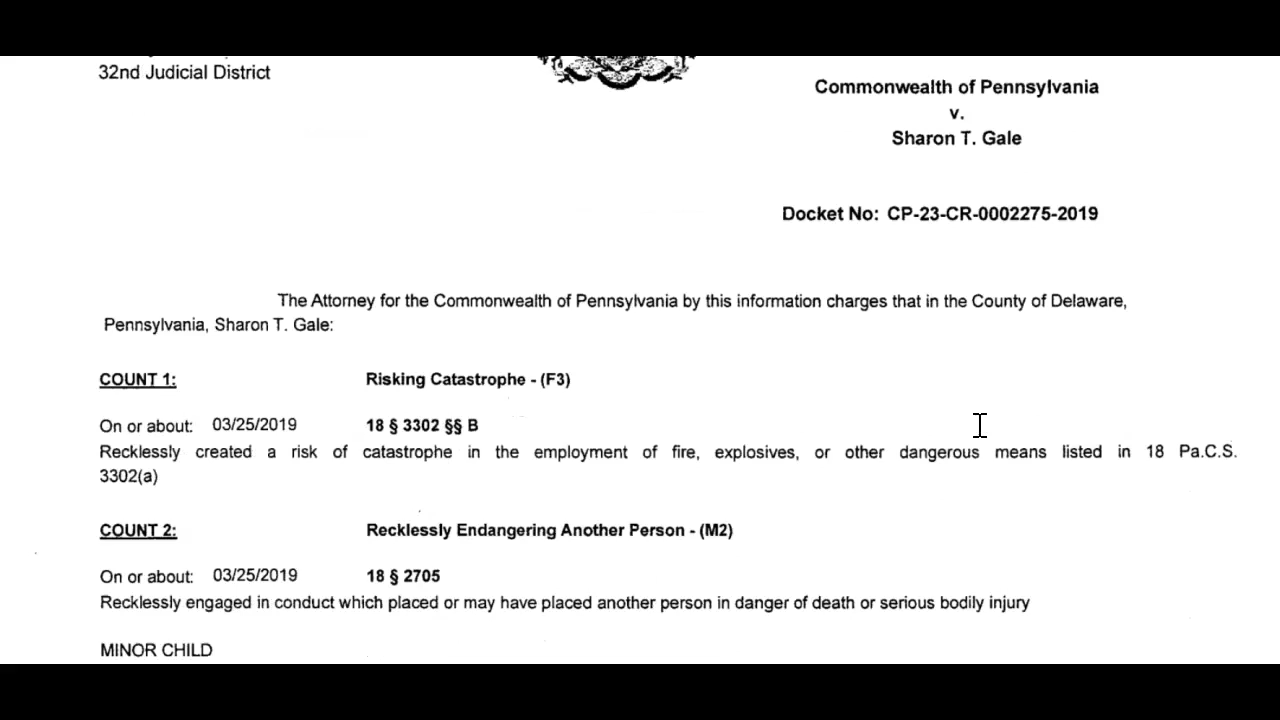 32nd Judicial District
Commonwealth of Pennsylvania
v.
Sharon T. Gale
Docket No: CP-23-CR-0002275-2019
The Attorney for the Commonwealth of Pennsylvania by this information charges that in the County of Delaware,
Pennsylvania, Sharon T. Gale:
COUNT 1: Risking Catastrophe - (F3)
On or about: 03/25/2019 18 § 3302 §§ B
Recklessly created a risk of catastrophe in the employment of fire, explosives, or other dangerous means listed in 18 Pa.C.S.
3302(a)
COUNT 2: Recklessly Endangering Another Person - (M2)
On or about: 03/25/2019 18 § 2705
Recklessly engaged in conduct which placed or may have placed another person in danger of death or serious bodily injury
MINOR CHILD